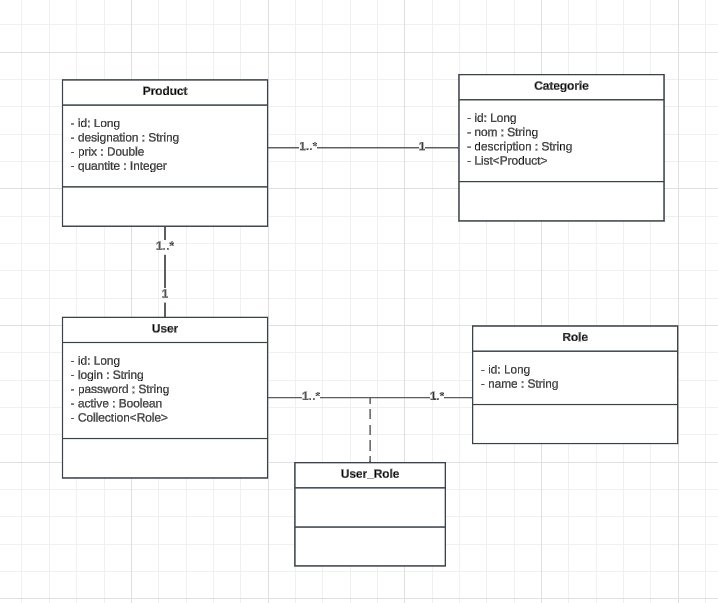 Product
- id; Long
- designation : String
- prix : Double
- quantite : Integer
Categorie
- id: Long
- nom : String
- description : String
- List<Product>
1..*
1
1..*
1
User
- id: Long
- login : String
- password : String
- active : Boolean
- Collection<Role>
Role
- id: Long
- name : String
1..*
1.*
User_Role